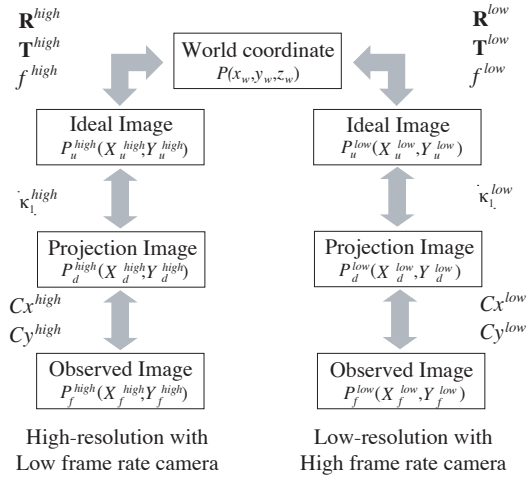 R^high
T^high
f^high
World coordinate
P(x_w,y_w,z_w)
R^low
T^low
f^low
Ideal Image
P_u^high(X_u^high,Y_u^high)
Ideal Image
P_u^low(X_u^low,Y_u^low)
κ_1^high
κ_1^low
Projection Image
P_d^high(X_d^high,Y_d^high)
Projection Image
P_d^low(X_d^low,Y_d^low)
Cx^high
Cy^high
Cx^low
Cy^low
Observed Image
P_f^high(X_f^high,Y_f^high)
Observed Image
P_f^low(X_f^low,Y_f^low)
High-resolution with
Low frame rate camera
Low-resolution with
High frame rate camera